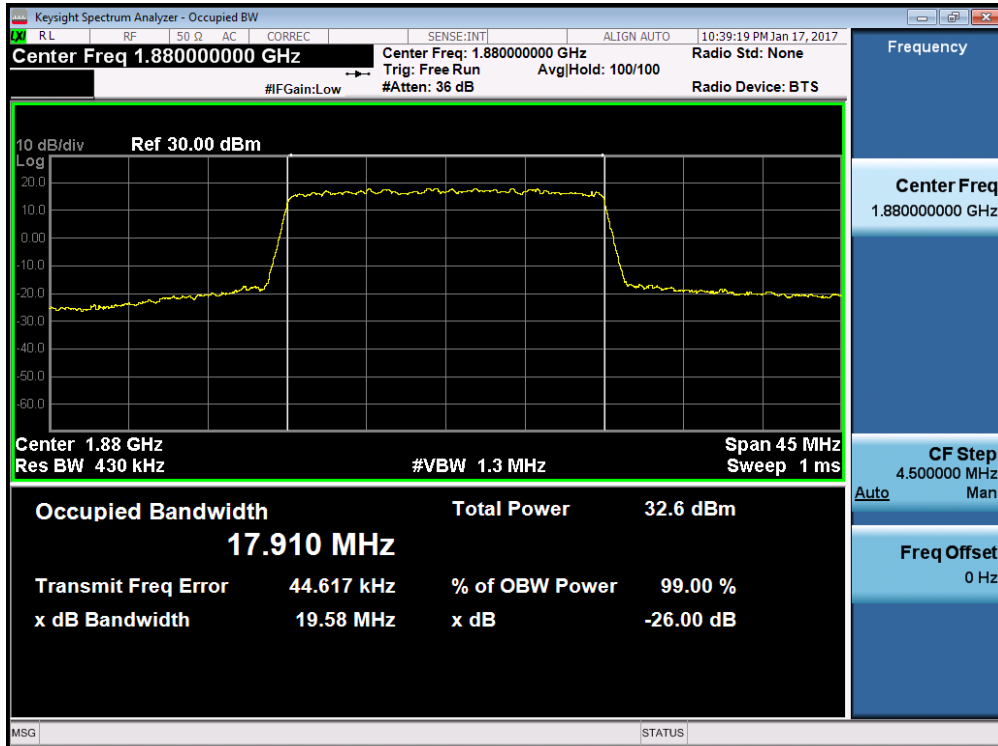 Keysight Spectrum Analyzer - Occupied BW
LXI RL RF 50 Ω AC CORREC SENSE:INT ALIGN AUTO 10:39:19 PM Jan 17, 2017
Center Freq 1.880000000 GHz
Center Freq: 1.880000000 GHz Radio Std: None
Trig: Free Run Avg|Hold: 100/100
#IFGain:Low #Atten: 36 dB Radio Device: BTS
10 dB/div Ref 30.00 dBm
Log
20.0
10.0
0.00
-10.0
-20.0
-30.0
-40.0
-50.0
-60.0
Center 1.88 GHz Span 45 MHz
Res BW 430 kHz #VBW 1.3 MHz Sweep 1 ms
Occupied Bandwidth Total Power 32.6 dBm
17.910 MHz
Transmit Freq Error 44.617 kHz % of OBW Power 99.00 %
x dB Bandwidth 19.58 MHz x dB -26.00 dB
Frequency
Center Freq
1.880000000 GHz
CF Step
4.500000 MHz
Auto Man
Freq Offset
0 Hz
MSG STATUS